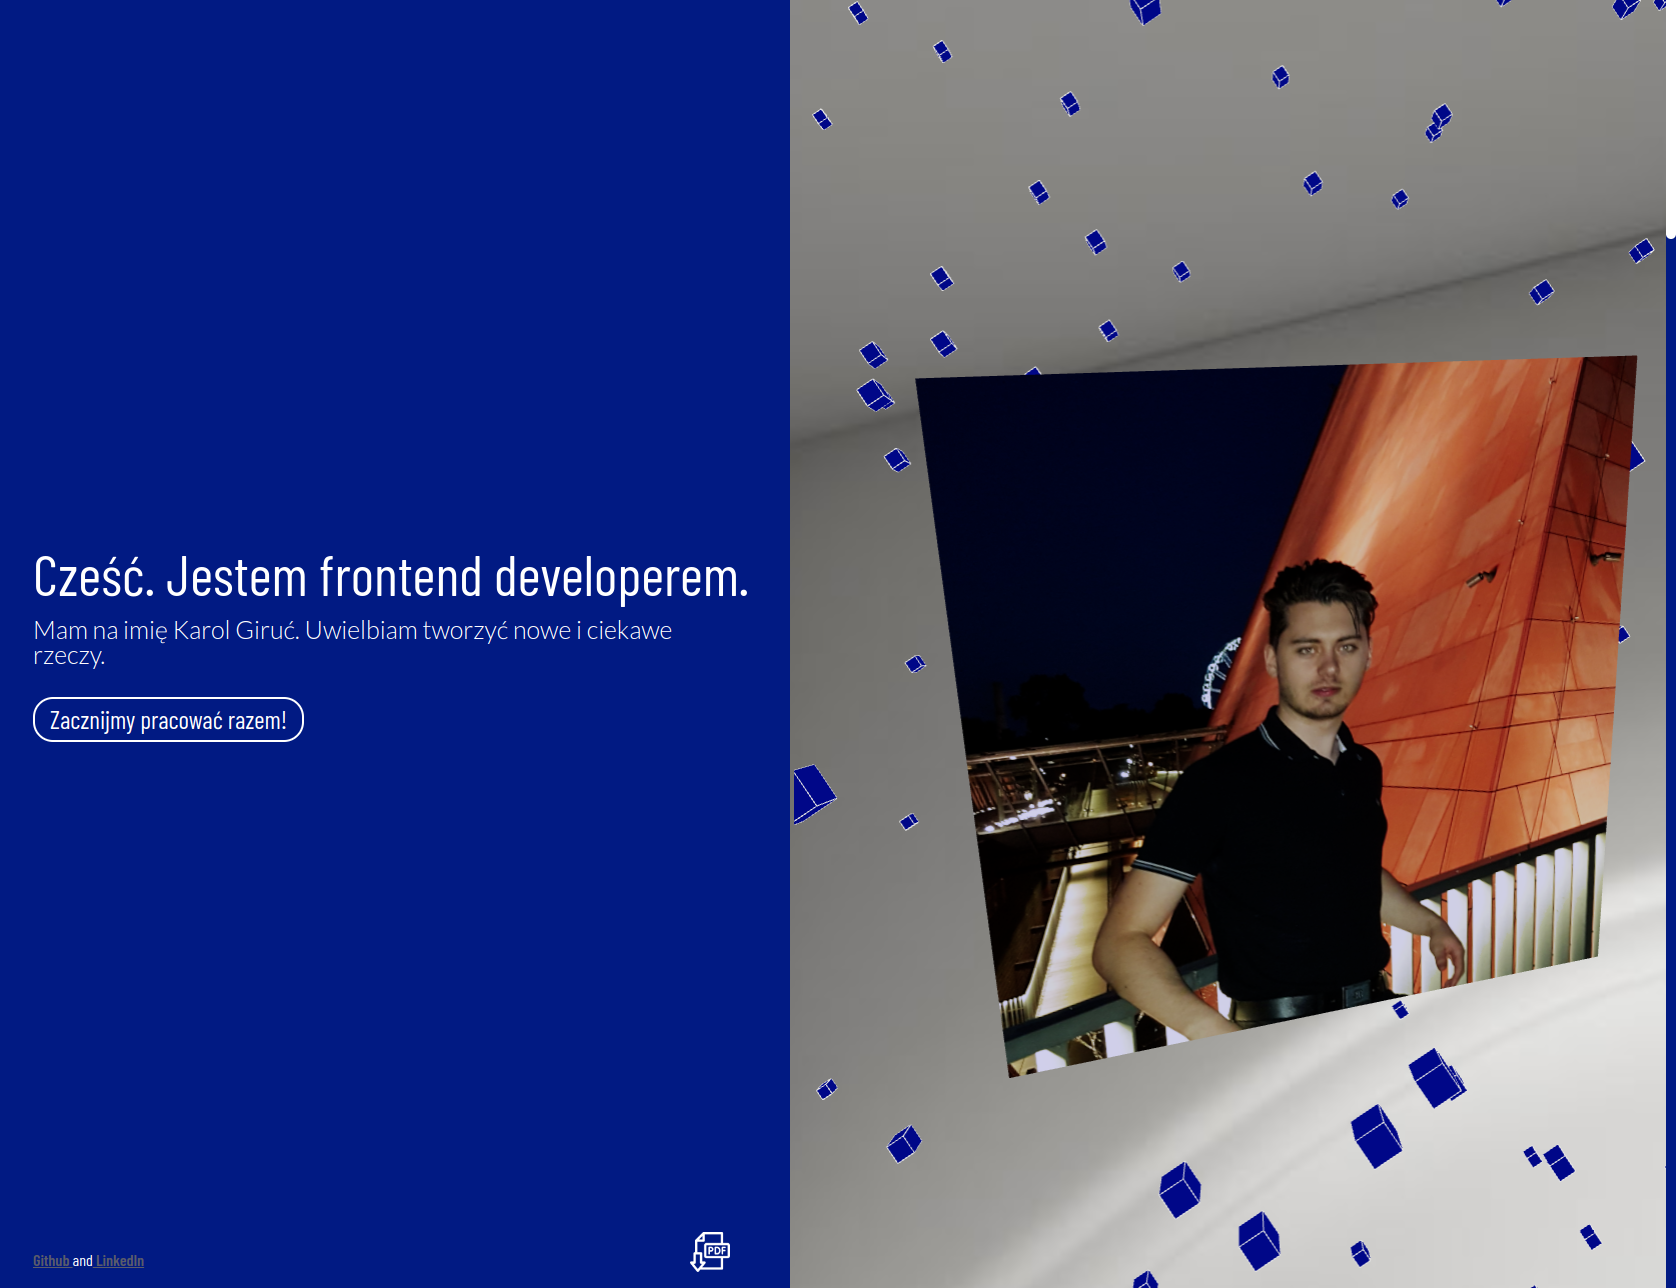 Cześć. Jestem frontend developerem.
Mam na imię Karol Giruć. Uwielbiam tworzyć nowe i ciekawe
rzeczy.
Zacznijmy pracować razem!
Github and LinkedIn
PDF